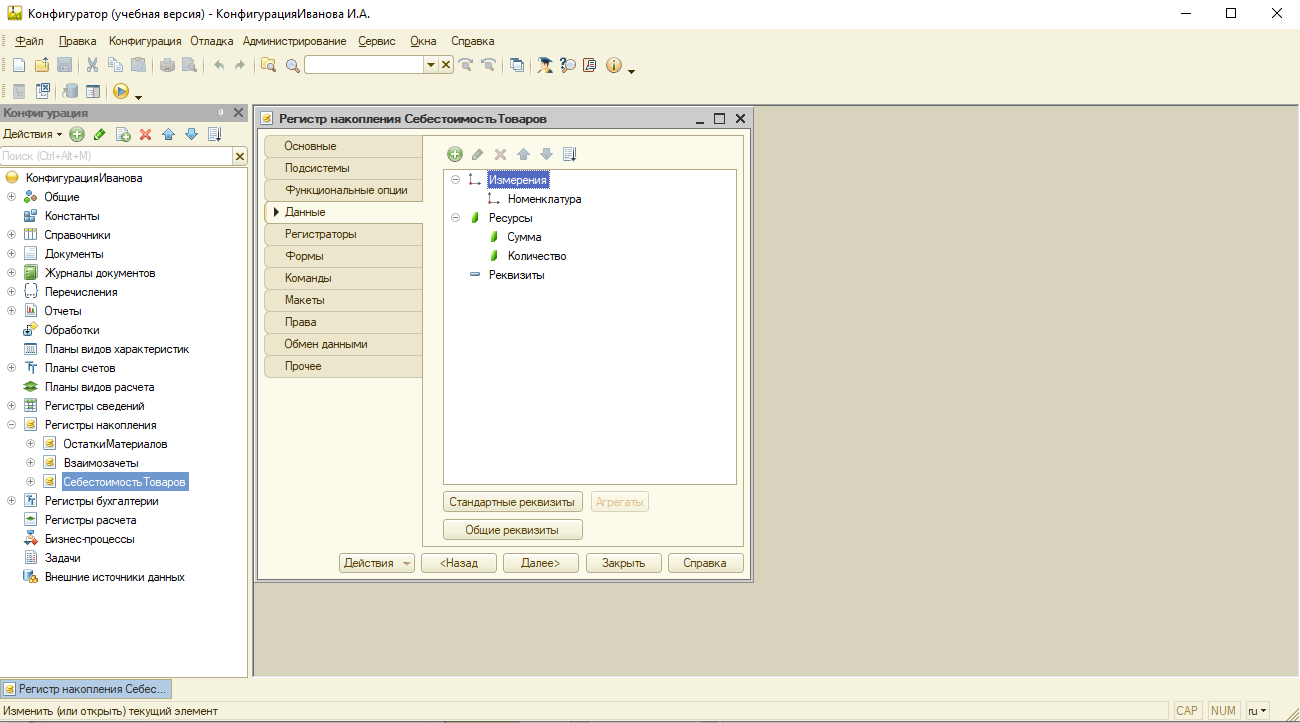 Конфигуратор (учебная версия) - КонфигурацияИванова И.А.
Файл Правка Конфигурация Отладка Администрирование Сервис Окна Справка
Конфигурация
Действия
Поиск (Ctrl+Alt+M)
КонфигурацияИванова
Общие
Константы
Справочники
Документы
Журналы документов
Перечисления
Отчеты
Обработки
Планы видов характеристик
Планы счетов
Планы видов расчета
Регистры сведений
Регистры накопления
ОстаткиМатериалов
Взаимозачеты
СебестоимостьТоваров
Регистры бухгалтерии
Регистры расчета
Бизнес-процессы
Задачи
Внешние источники данных
Регистр накопления СебестоимостьТоваров
Основные
Подсистемы
Функциональные опции
Данные
Регистраторы
Формы
Команды
Макеты
Права
Обмен данными
Прочее
Измерения
Номенклатура
Ресурсы
Сумма
Количество
Реквизиты
Стандартные реквизиты Агрегаты
Общие реквизиты
Действия <Назад Далее> Закрыть Справка
Регистр накопления Себес...
Изменить (или открыть) текущий элемент CAP NUM ru